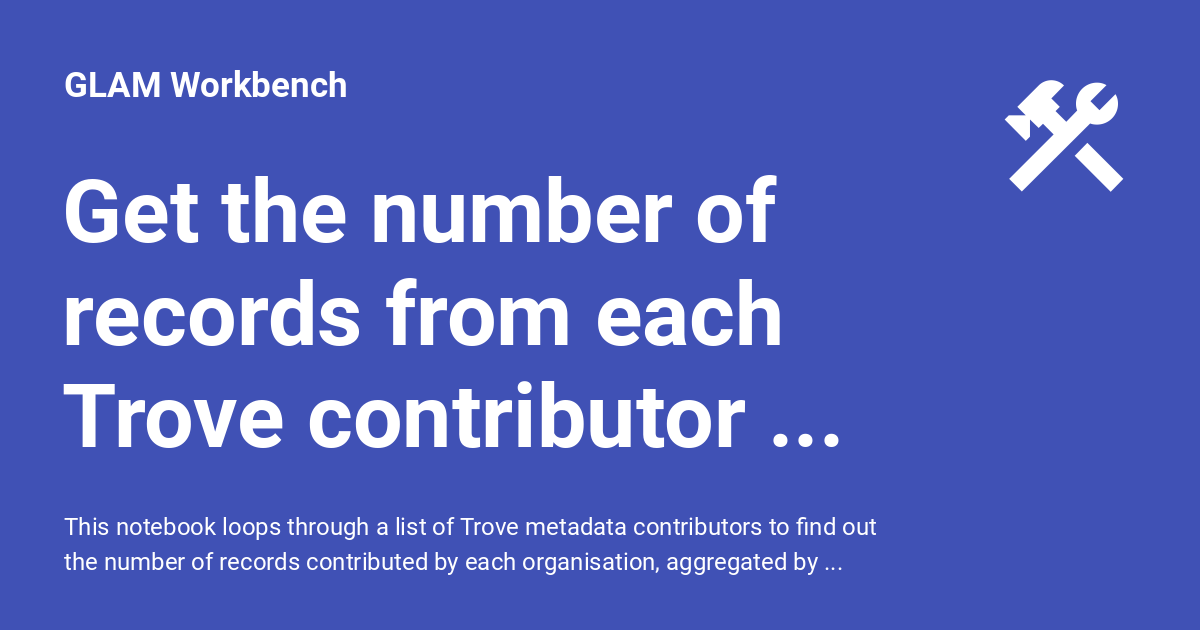 GLAM Workbench
Get the number of
records from each
Trove contributor ...
This notebook loops through a list of Trove metadata contributors to find out
the number of records contributed by each organisation, aggregated by ...